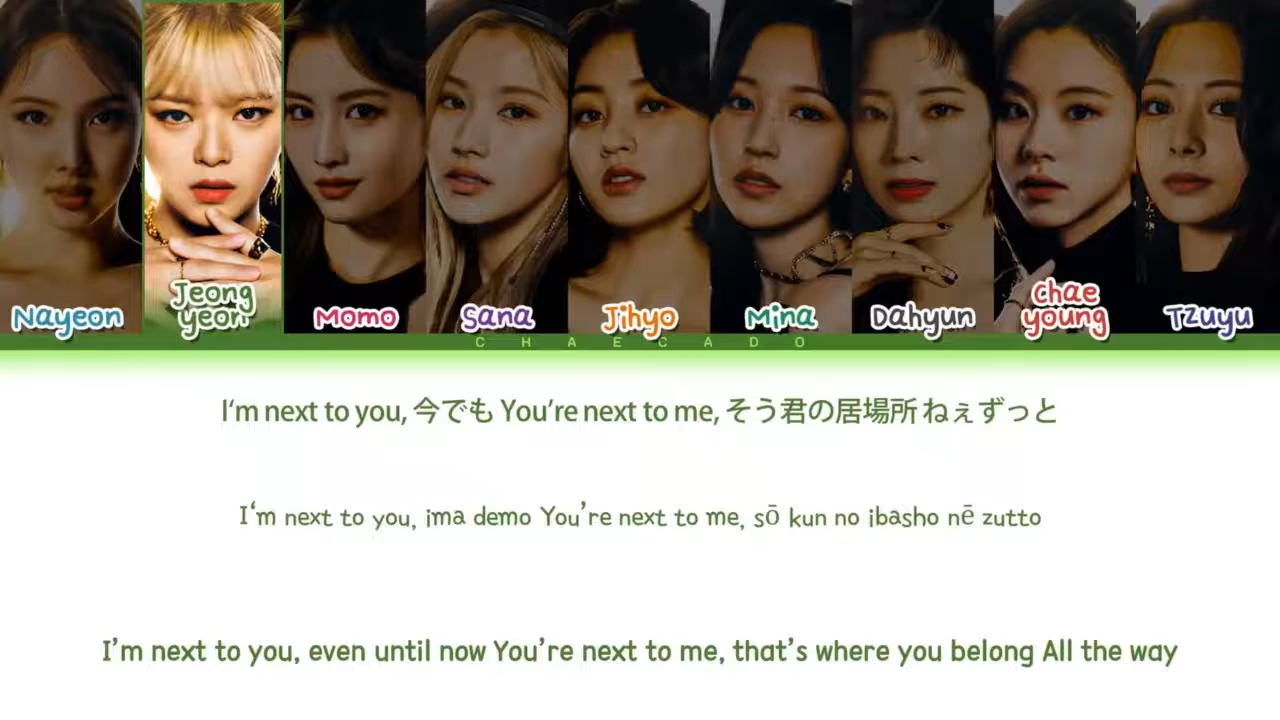 Nayeon
Jeong
yeon
Momo
Sana
Jihyo
Mina
Dahyun
chae
young
Tzuyu
CHAECADO
I‘m next to you, 今でも You’re next to me, そう君の居場所 ねぇずっと
I‘m next to you, ima demo You’re next to me, sō kun no ibasho nē zutto
I’m next to you, even until now You’re next to me, that’s where you belong All the way